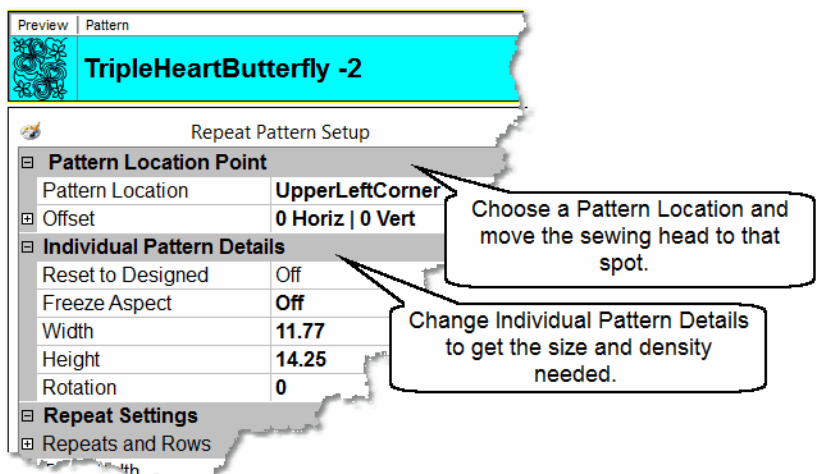 Preview Pattern
TripleHeartButterfly -2
Repeat Pattern Setup
Pattern Location Point
Pattern Location UpperLeftCorner
Offset 0 Horiz | 0 Vert
Choose a Pattern Location and
move the sewing head to that
spot.
Individual Pattern Details
Reset to Designed Off
Freeze Aspect Off
Width 11.77
Height 14.25
Rotation 0
Change Individual Pattern Details
to get the size and density
needed.
Repeat Settings
Repeats and Rows